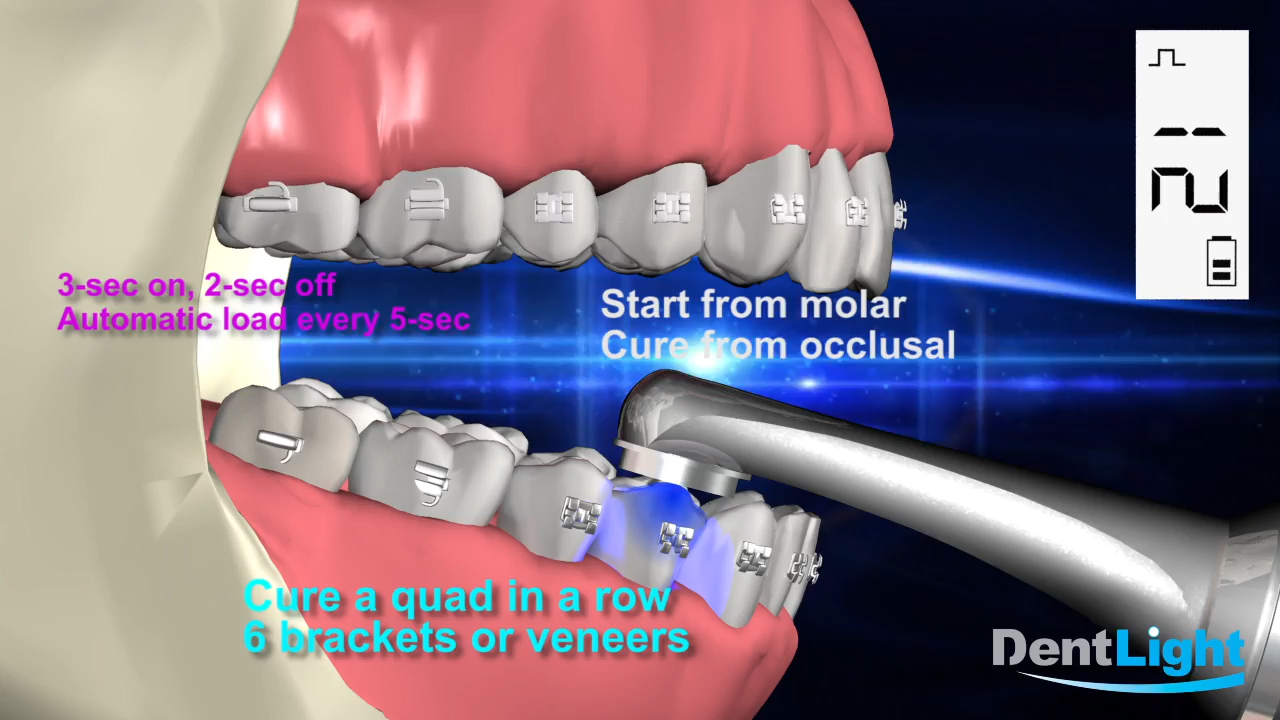 3-sec on, 2-sec off
Automatic load every 5-sec
Start from molar
Cure from occlusal
Cure a quad in a row
6 brackets or veneers
DentLight